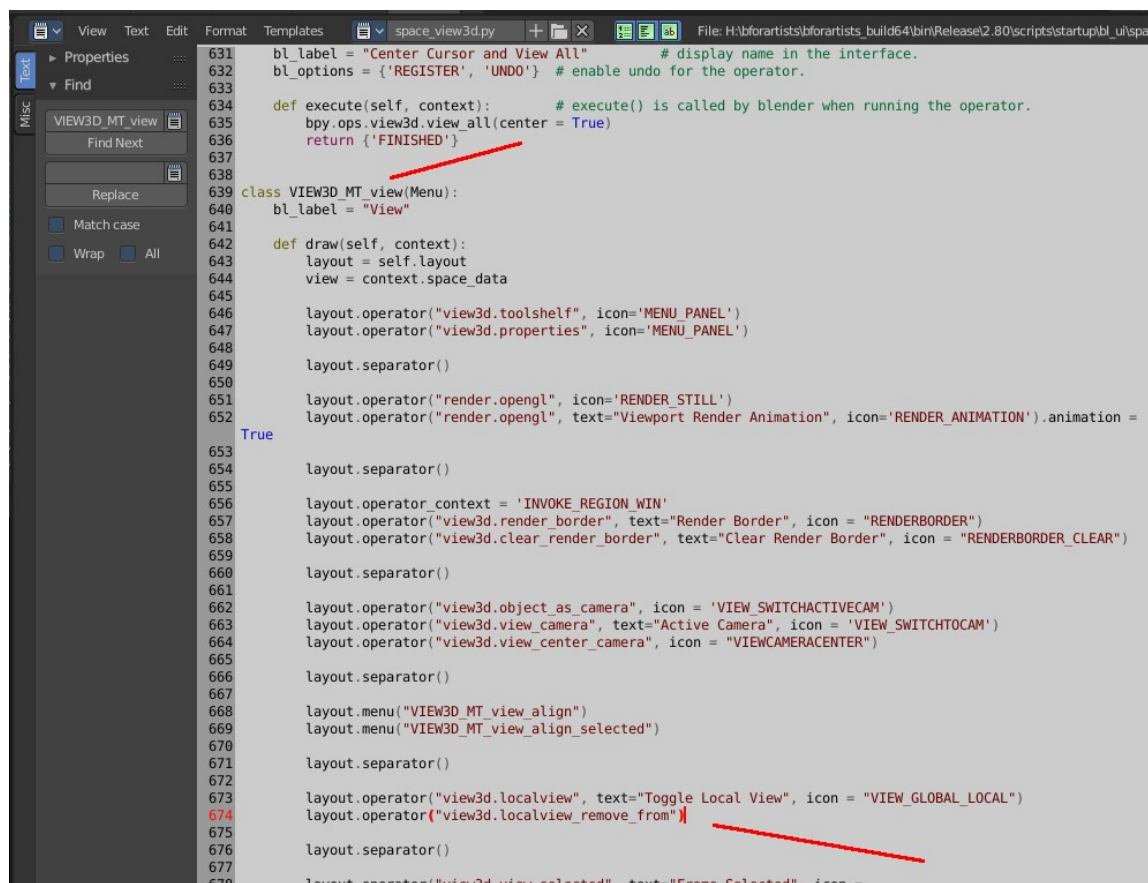 View Text Edit Format Templates space_view3d.py File: H:\bforartists\bforartists_build64\bin\Release\2.80\scripts\startup\bl_ui\spa
Text
Misc
Properties
Find
VIEW3D_MT_view
Find Next
Replace
Match case
Wrap All
631     bl_label = "Center Cursor and View All"         # display name in the interface.
632     bl_options = {'REGISTER', 'UNDO'}  # enable undo for the operator.
633
634     def execute(self, context):        # execute() is called by blender when running the operator.
635         bpy.ops.view3d.view_all(center = True)
636         return {'FINISHED'}
637
638
639 class VIEW3D_MT_view(Menu):
640     bl_label = "View"
641
642     def draw(self, context):
643         layout = self.layout
644         view = context.space_data
645
646         layout.operator("view3d.toolshelf", icon='MENU_PANEL')
647         layout.operator("view3d.properties", icon='MENU_PANEL')
648
649         layout.separator()
650
651         layout.operator("render.opengl", icon='RENDER_STILL')
652         layout.operator("render.opengl", text="Viewport Render Animation", icon='RENDER_ANIMATION').animation =
True
653
654         layout.separator()
655
656         layout.operator_context = 'INVOKE_REGION_WIN'
657         layout.operator("view3d.render_border", text="Render Border", icon = "RENDERBORDER")
658         layout.operator("view3d.clear_render_border", text="Clear Render Border", icon = "RENDERBORDER_CLEAR")
659
660         layout.separator()
661
662         layout.operator("view3d.object_as_camera", icon = 'VIEW_SWITCHACTIVECAM')
663         layout.operator("view3d.view_camera", text="Active Camera", icon = 'VIEW_SWITCHTOCAM')
664         layout.operator("view3d.view_center_camera", icon = "VIEWCAMERACENTER")
665
666         layout.separator()
667
668         layout.menu("VIEW3D_MT_view_align")
669         layout.menu("VIEW3D_MT_view_align_selected")
670
671         layout.separator()
672
673         layout.operator("view3d.localview", text="Toggle Local View", icon = "VIEW_GLOBAL_LOCAL")
674         layout.operator("view3d.localview_remove_from")
675
676         layout.separator()
677
678         layout.operator("view3d.view_selected", text="Frame Selected", icon =